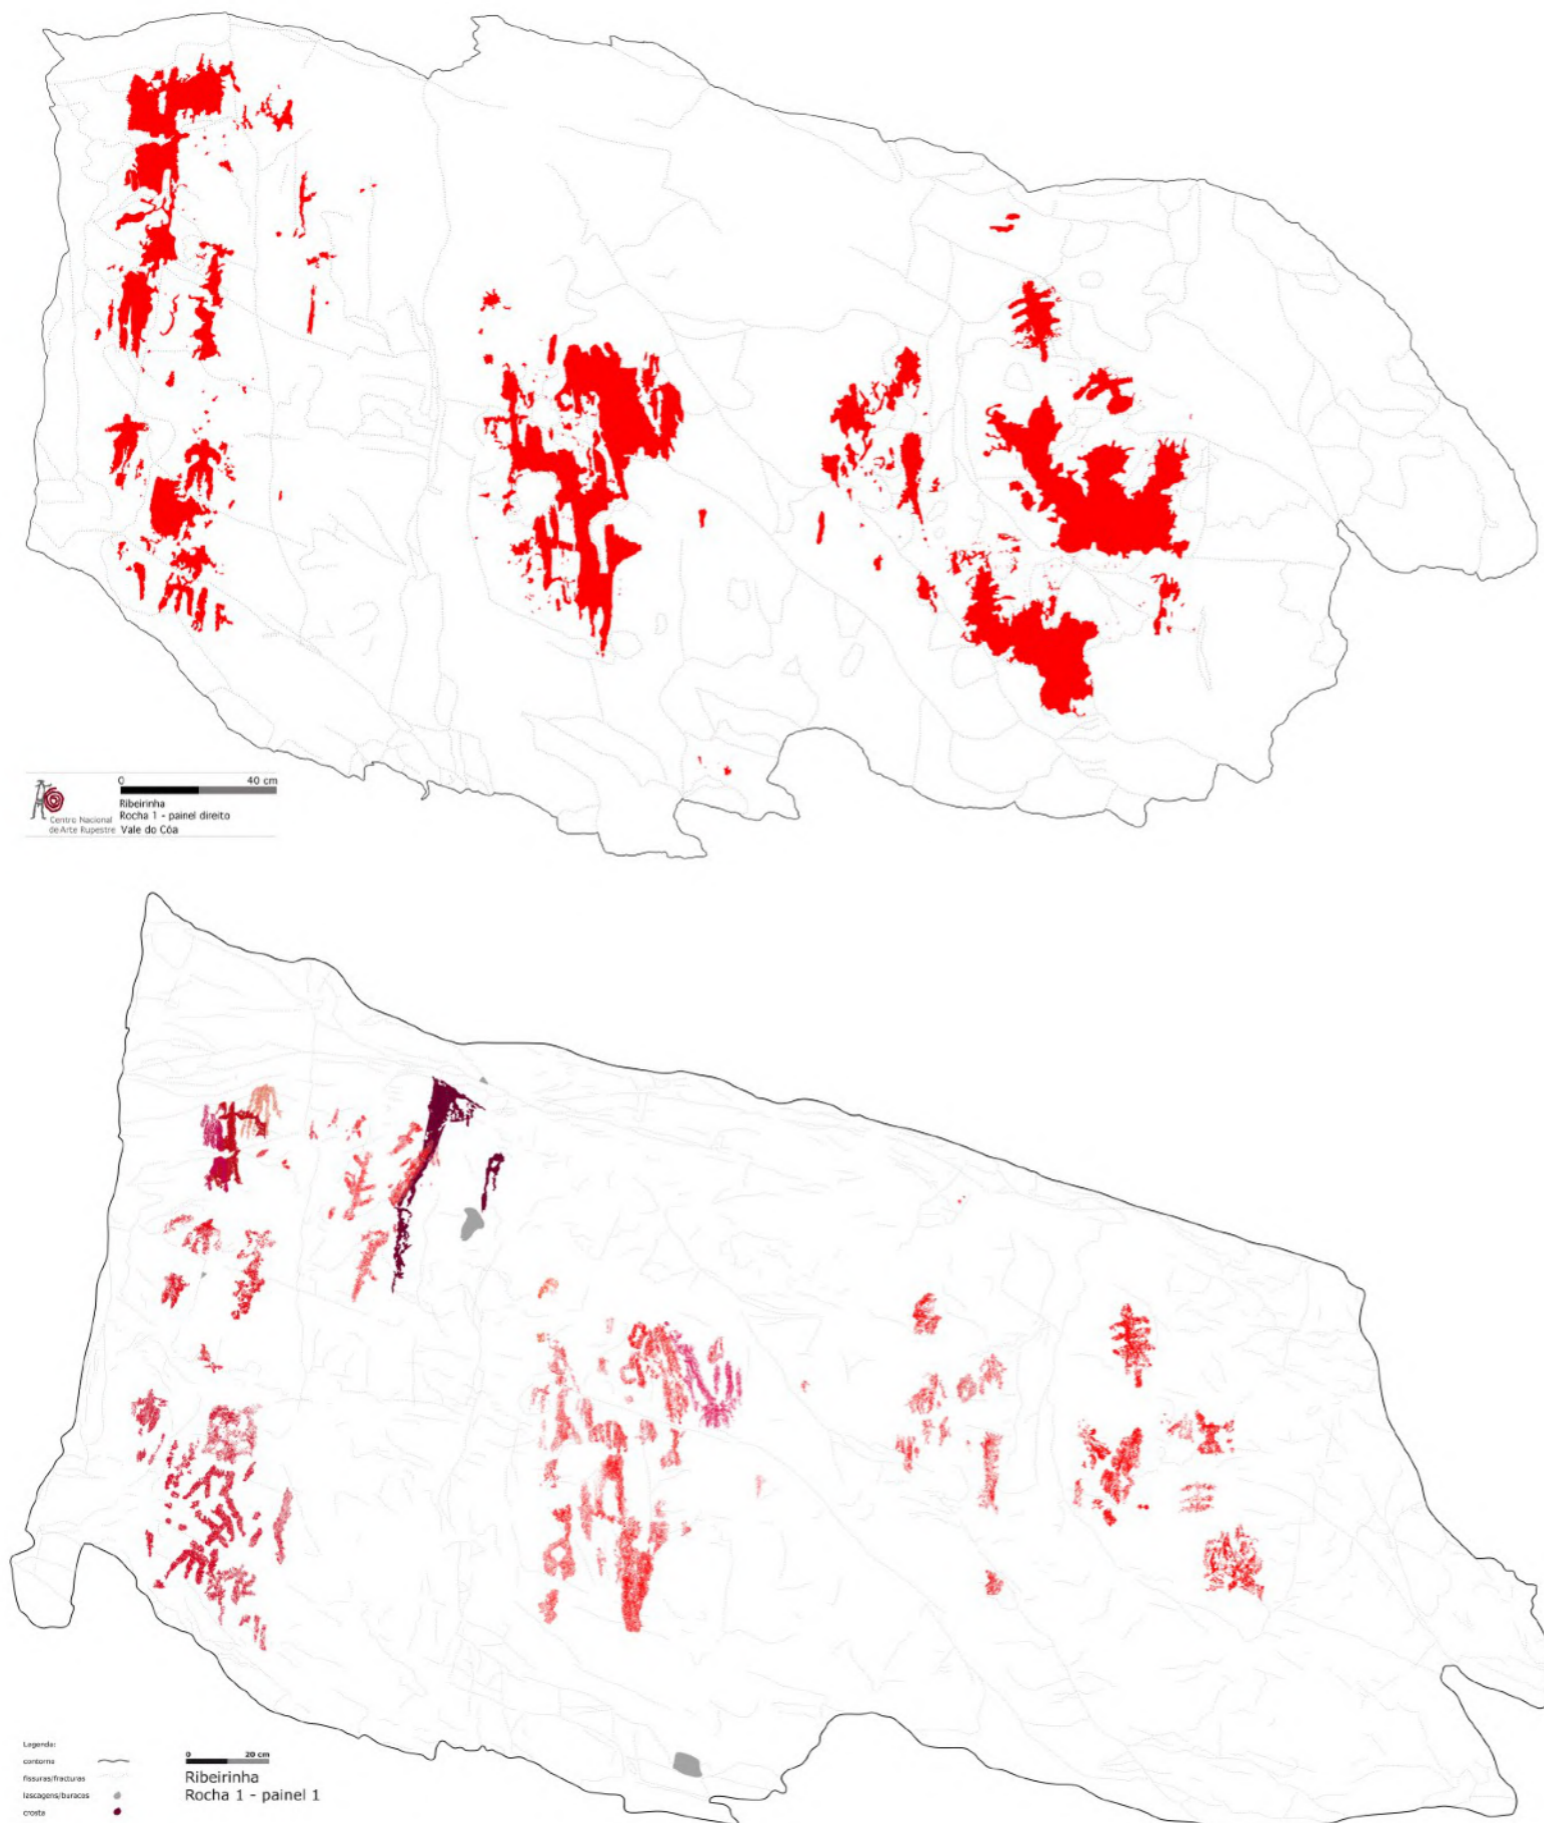 0 40 cm
Ribeirinha
Rocha 1 - painel direito
Vale do Côa
Centro Nacional
de Arte Rupestre
Legenda:
contorno
fissuras/fracturas
lascagens/buracos
crosta
0 20 cm
Ribeirinha
Rocha 1 - painel 1